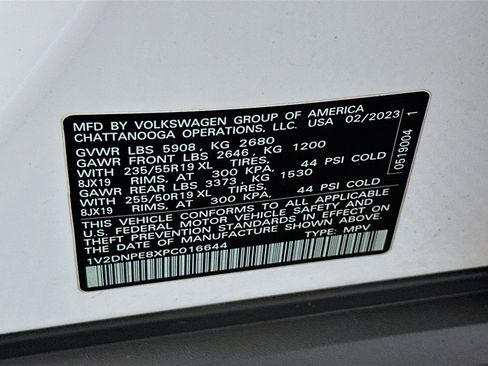 MFD BY VOLKSWAGEN GROUP OF AMERICA
CHATTANOOGA OPERATIONS, LLC. USA 02/2023
GVWR LBS 5908, KG 2680
GAWR FRONT LBS 2646, KG 1200
WITH 235/55R19 XL TIRES,
8JX19 RIMS, AT 300 KPA. 44 PSI COLD
GAWR REAR LBS 3373, KG 1530
WITH 255/50R19 XL TIRES,
8JX19 RIMS, AT 300 KPA. 44 PSI COLD
THIS VEHICLE CONFORMS TO ALL APPLICABLE
U.S. FEDERAL MOTOR VEHICLE SAFETY AND
THEFT PREVENTION STANDARDS IN EFFECT ON
THE DATE OF MANUFACTURE SHOWN ABOVE.
1V2DNPE8XPC016644 TYPE: MPV
0519004 1